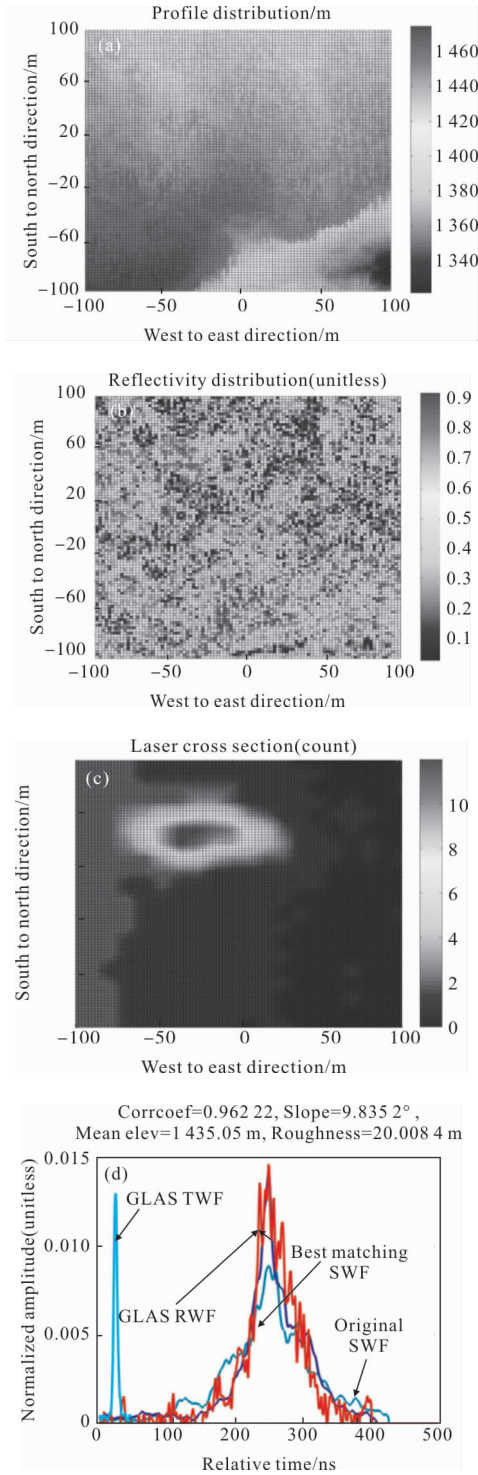 Profile distribution/m
(a)
100
60
20
−20
−60
−100
South to north direction/m
−100
−50
0
50
100
West to east direction/m
1 460
1 440
1 420
1 400
1 380
1 360
1 340
Reflectivity distribution(unitless)
(b)
100
60
20
−20
−60
−100
South to north direction/m
−100
−50
0
50
100
West to east direction/m
0.9
0.8
0.7
0.6
0.5
0.4
0.3
0.2
0.1
Laser cross section(count)
(c)
South to north direction/m
−100
−50
0
50
100
West to east direction/m
10
8
6
4
2
0
Corrcoef=0.962 22, Slope=9.835 2°,
Mean elev=1 435.05 m, Roughness=20.008 4 m
(d)
0.015
0.010
0.005
0
Normalized amplitude(unitless)
GLAS TWF
GLAS RWF
Best matching
SWF
Original
SWF
0
100
200
300
400
500
Relative time/ns